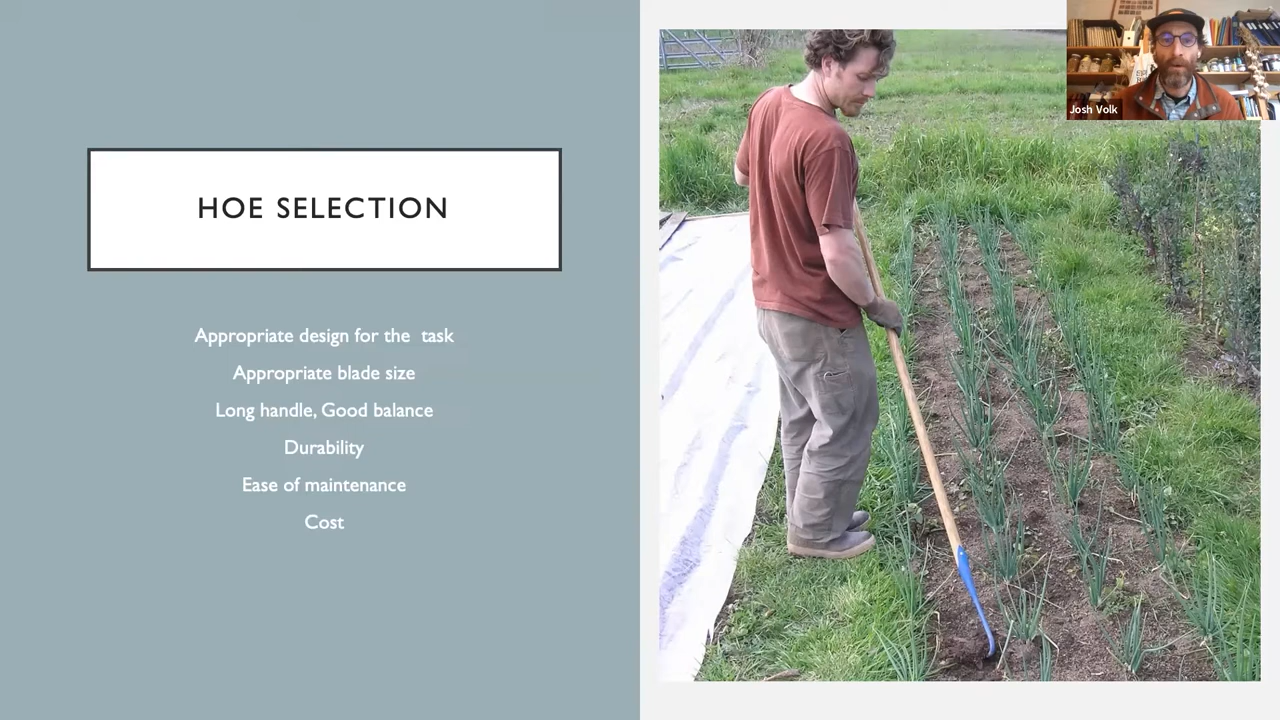 HOE SELECTION
Appropriate design for the  task
Appropriate blade size
Long handle, Good balance
Durability
Ease of maintenance
Cost
Josh Volk